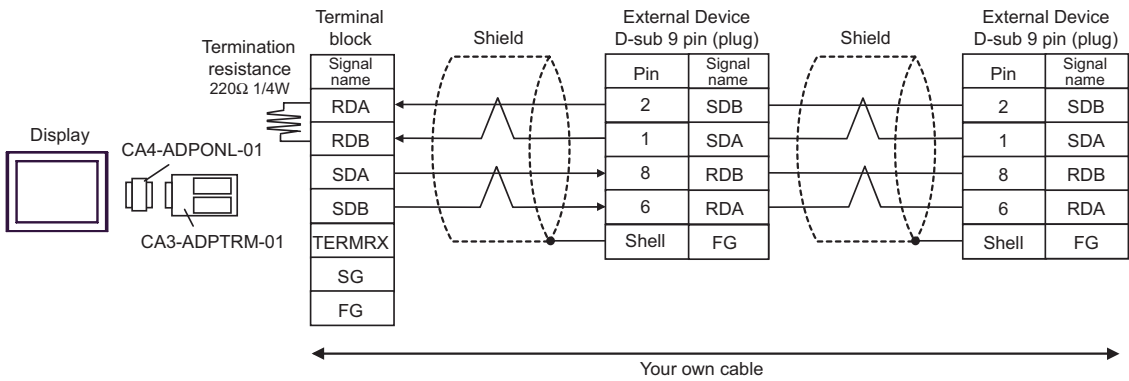 Display
CA4-ADPONL-01
CA3-ADPTRM-01
Termination
resistance
220Ω 1/4W
Terminal
block
Signal
name
RDA
RDB
SDA
SDB
TERMRX
SG
FG
Shield
External Device
D-sub 9 pin (plug)
Pin Signal
name
2 SDB
1 SDA
8 RDB
6 RDA
Shell FG
Shield
External Device
D-sub 9 pin (plug)
Pin Signal
name
2 SDB
1 SDA
8 RDB
6 RDA
Shell FG
Your own cable